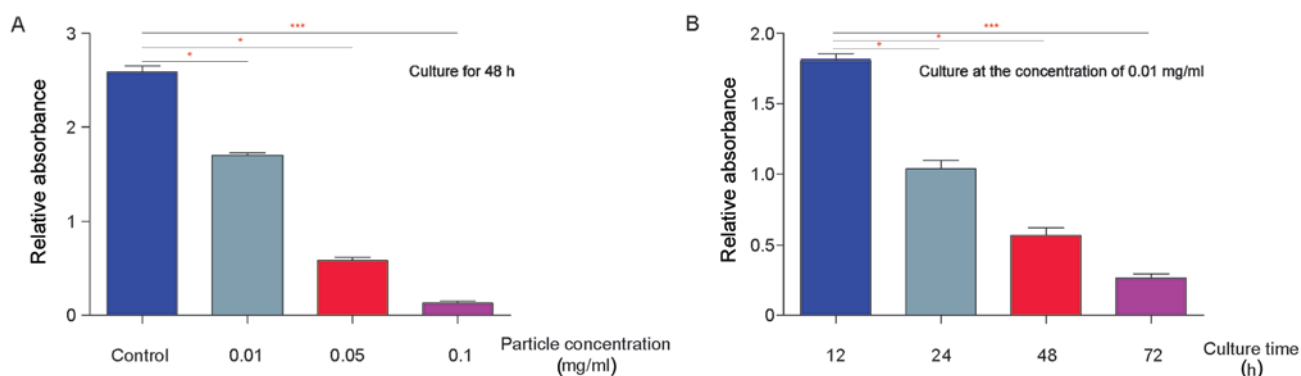 A
Relative absorbance
3
2
1
0
***
*
*
Culture for 48 h
Control
0.01
0.05
0.1
Particle concentration
(mg/ml)
B
Relative absorbance
2.0
1.5
1.0
0.5
0
***
*
*
Culture at the concentration of 0.01 mg/ml
12
24
48
72
Culture time
(h)